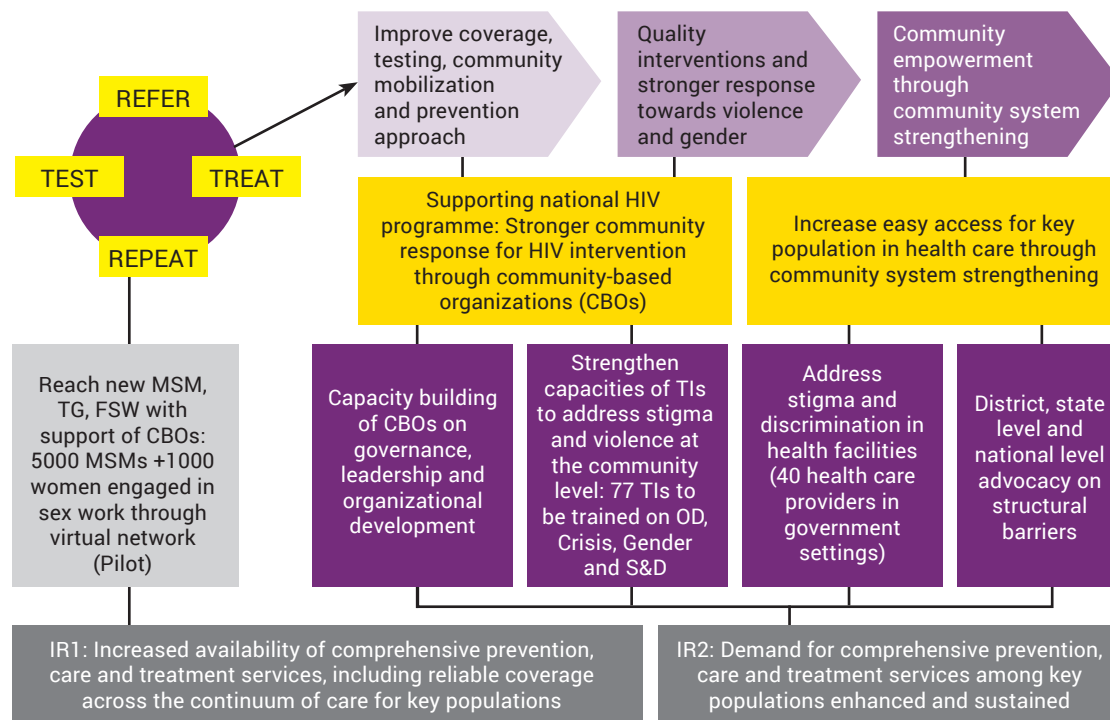 REFER
TEST
TREAT
REPEAT
Improve coverage,
testing, community
mobilization
and prevention
approach
Quality
interventions and
stronger response
towards violence
and gender
Community
empowerment
through
community system
strengthening
Supporting national HIV
programme: Stronger community
response for HIV intervention
through community-based
organizations (CBOs)
Increase easy access for key
population in health care through
community system strengthening
Reach new MSM,
TG, FSW with
support of CBOs:
5000 MSMs +1000
women engaged in
sex work through
virtual network
(Pilot)
Capacity building
of CBOs on
governance,
leadership and
organizational
development
Strengthen
capacities of TIs
to address stigma
and violence at
the community
level: 77 TIs to
be trained on OD,
Crisis, Gender
and S&D
Address
stigma and
discrimination in
health facilities
(40 health care
providers in
government
settings)
District, state
level and
national level
advocacy on
structural
barriers
IR1: Increased availability of comprehensive prevention,
care and treatment services, including reliable coverage
across the continuum of care for key populations
IR2: Demand for comprehensive prevention,
care and treatment services among key
populations enhanced and sustained